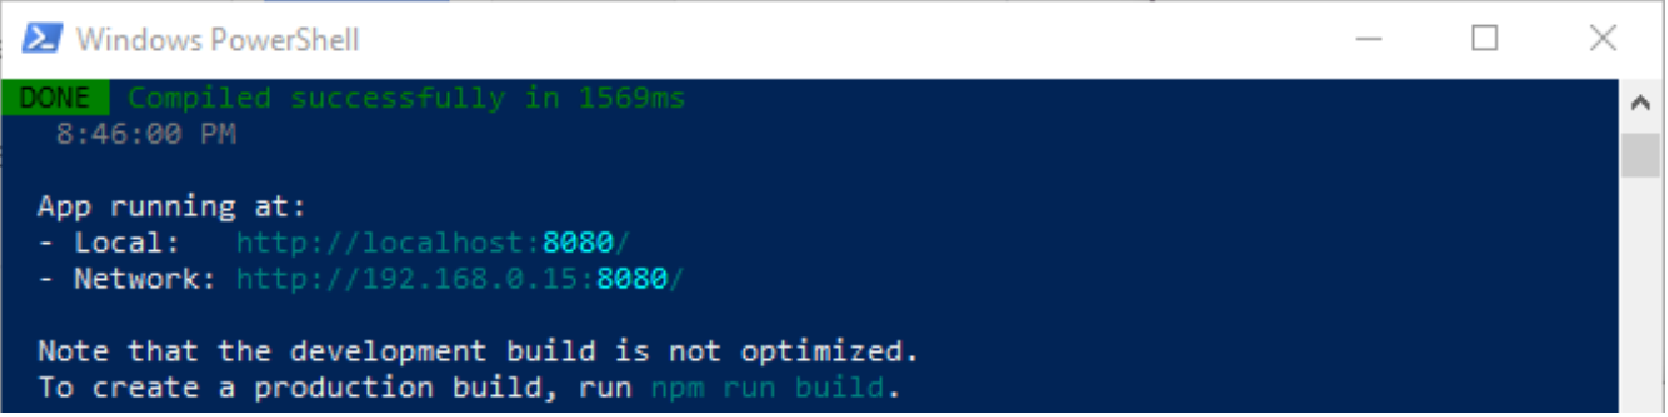 Windows PowerShell
DONE Compiled successfully in 1569ms
8:46:00 PM
App running at:
- Local: http://localhost:8080/
- Network: http://192.168.0.15:8080/
Note that the development build is not optimized.
To create a production build, run npm run build.